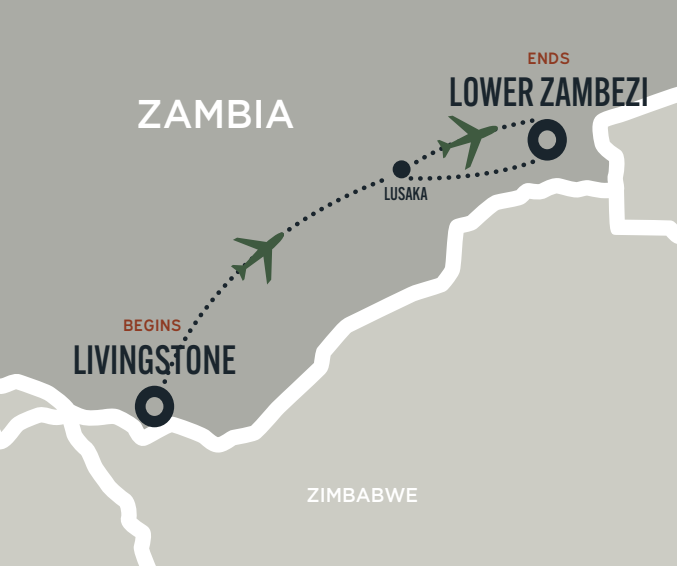 ENDS
LOWER ZAMBEZI
ZAMBIA
LUSAKA
BEGINS
LIVINGSTONE
ZIMBABWE